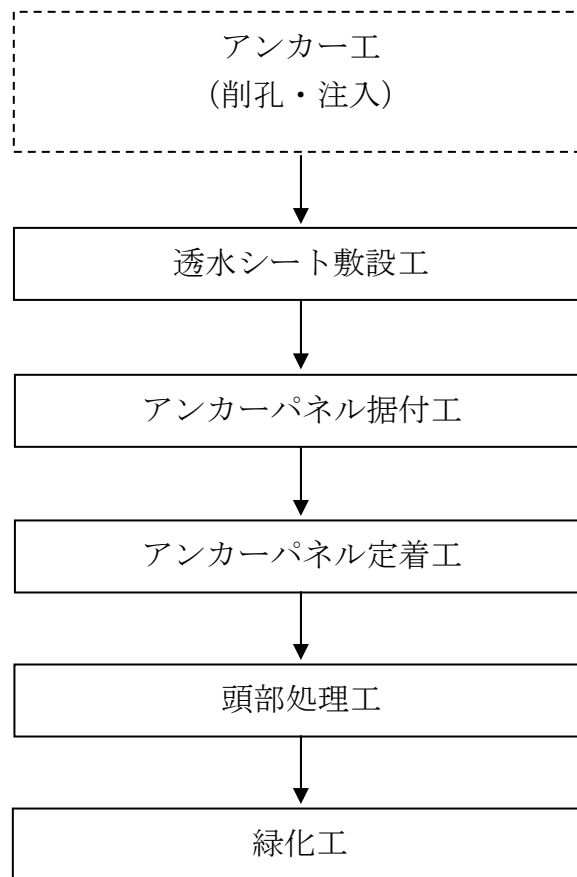 アンカー工
（削孔・注入）
透水シート敷設工
アンカーパネル据付工
アンカーパネル定着工
頭部処理工
緑化工